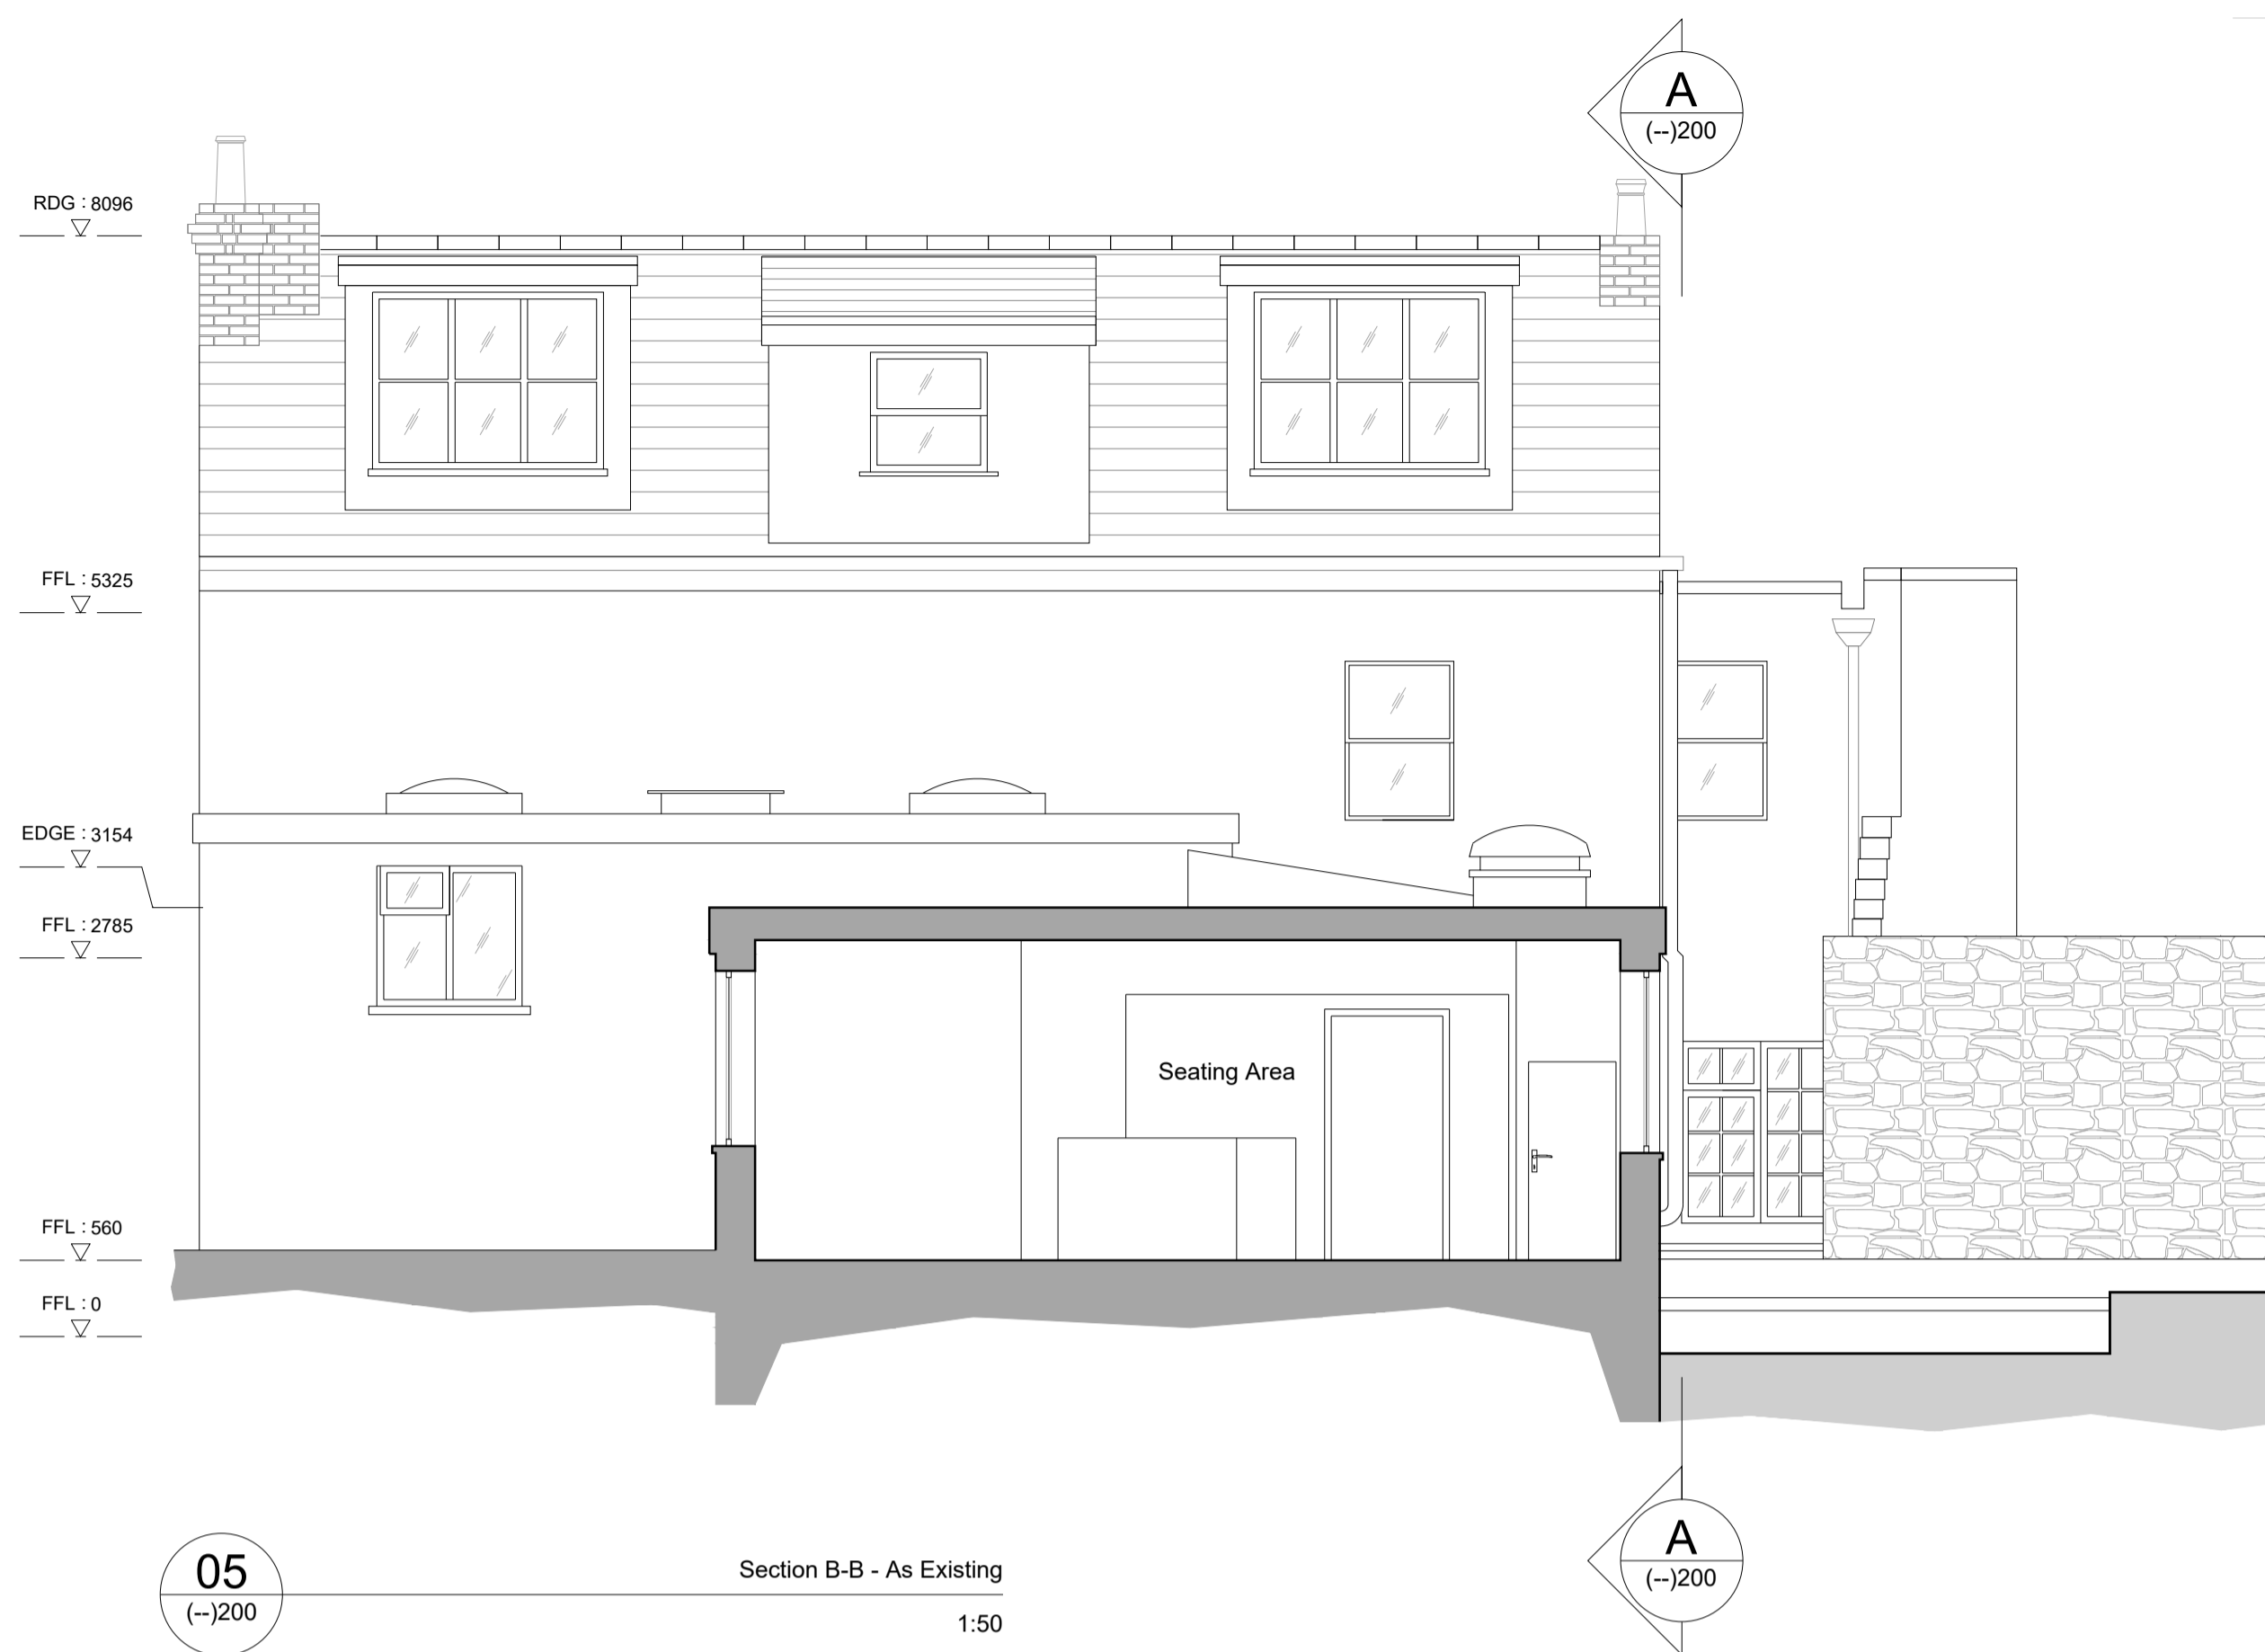 A
(--)200
RDG : 8096
FFL : 5325
EDGE : 3154
FFL : 2785
Seating Area
FFL : 560
FFL : 0
05
(--)200
Section B-B - As Existing
1:50
A
(--)200